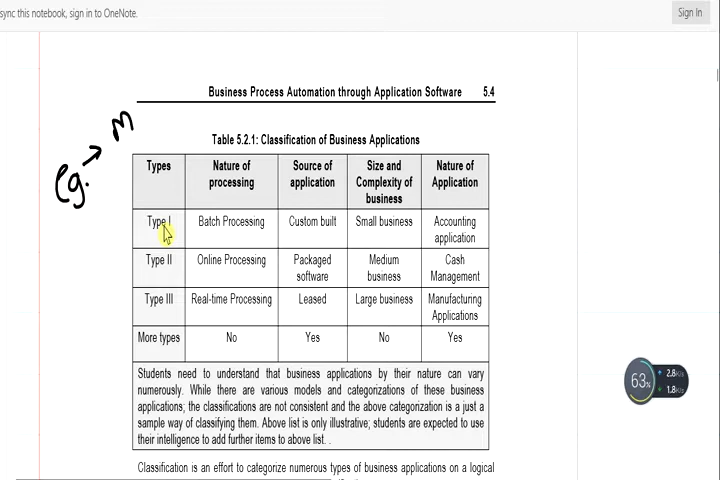 sync this notebook, sign in to OneNote.
Sign In
Business Process Automation through Application Software 5.4
eg. → m
Table 5.2.1: Classification of Business Applications
Types Nature of processing Source of application Size and Complexity of business Nature of Application
Type I Batch Processing Custom built Small business Accounting application
Type II Online Processing Packaged software Medium business Cash Management
Type III Real-time Processing Leased Large business Manufacturing Applications
More types No Yes No Yes
Students need to understand that business applications by their nature can vary
numerously. While there are various models and categorizations of these business
applications; the classifications are not consistent and the above categorization is a just a
sample way of classifying them. Above list is only illustrative; students are expected to use
their intelligence to add further items to above list. .
Classification is an effort to categorize numerous types of business applications on a logical
63%
2.8K/s
1.8K/s